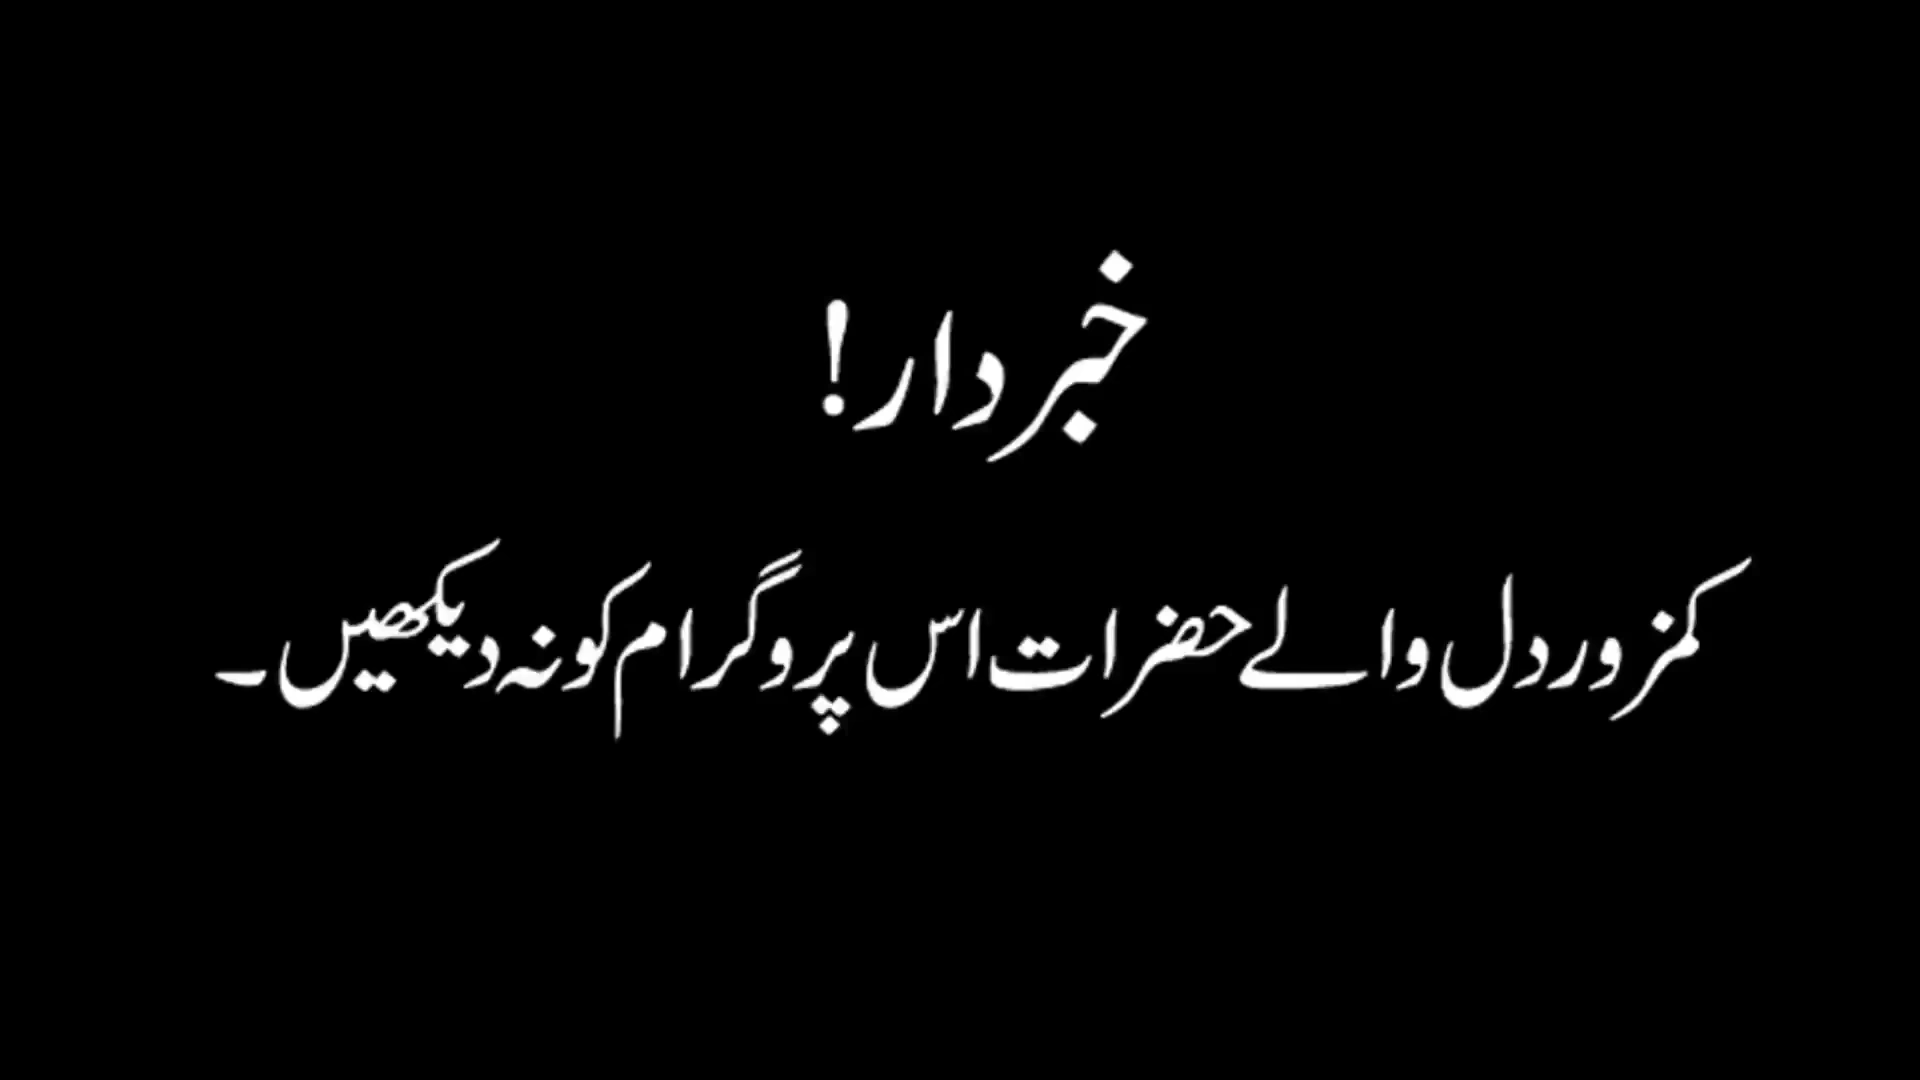 خبردار!
کمزور دل والے حضرات اس پروگرام کو نہ دیکھیں۔